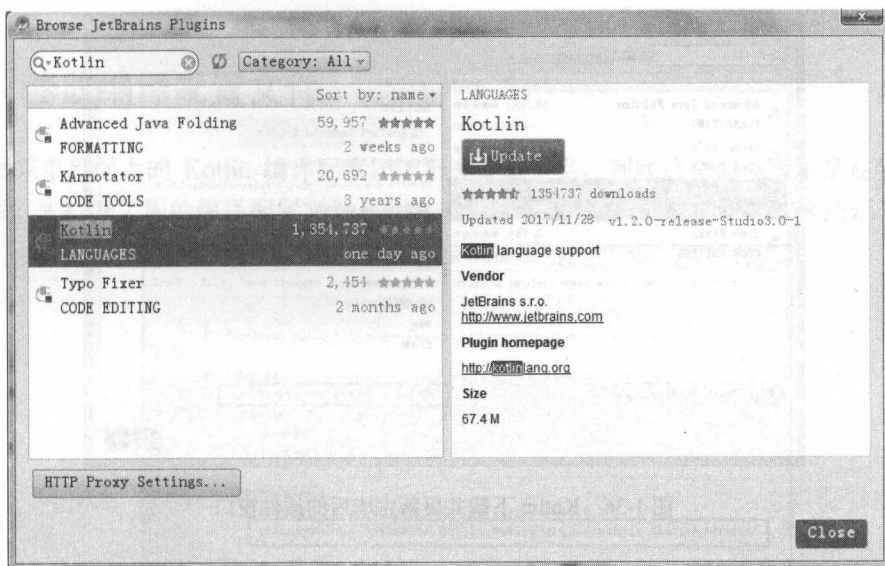 Browse JetBrains Plugins
Kotlin
Category: All
Sort by: name
Advanced Java Folding 59,957
FORMATTING 2 weeks ago
KAnnotator 20,692
CODE TOOLS 3 years ago
Kotlin 1,354,737
LANGUAGES one day ago
Typo Fixer 2,454
CODE EDITING 2 months ago
HTTP Proxy Settings...
LANGUAGES
Kotlin
Update
1354737 downloads
Updated 2017/11/28 v1.2.0-release-Studio3.0-1
Kotlin language support
Vendor
JetBrains s.r.o.
http://www.jetbrains.com
Plugin homepage
http://kotlinlang.org
Size
67.4 M
Close